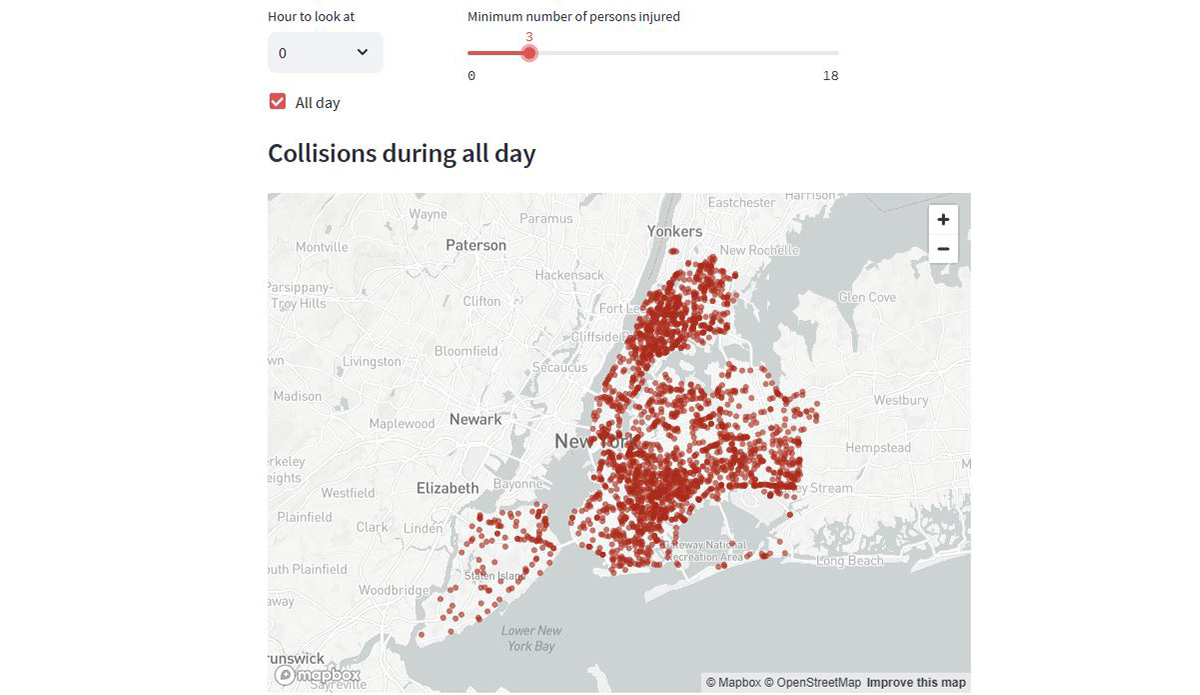 Hour to look at
Minimum number of persons injured
3
0
0
18
All day
Collisions during all day
Harrison
Eastchester
Wayne
Paramus
Yonkers
Montville
Paterson
New Rochelle
Hackensack
Parsippany-
Troy Hills
Clifton
Glen Cove
Fort Le
Cliffside
Bloomfield
wn
Livingston
Secaucus
Madison
Westbury
Newark
Maplewood
New York
Hempstead
erkeley
eights
M
Bayonne
Elizabeth
ey Stream
Westfield
Plainfield
Clark
Linden
Gateway National
Recreation Area
Long Beach
outh Plainfield
Staten Island
Woodbridge
away
Lower New
York Bay
runswick
mapbox
Sayreville
© Mapbox © OpenStreetMap Improve this map